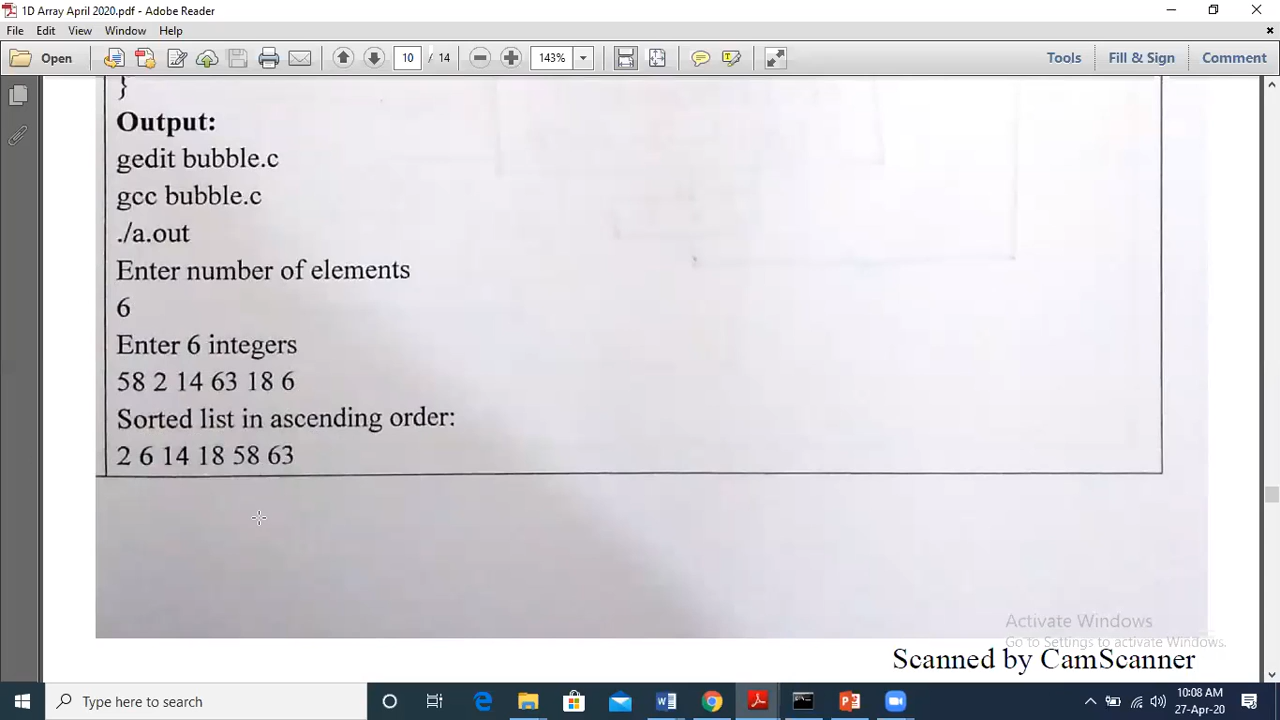 1D Array April 2020.pdf - Adobe Reader
File Edit View Window Help
Open 10 / 14 143% Tools Fill & Sign Comment
}
Output:
gedit bubble.c
gcc bubble.c
./a.out
Enter number of elements
6
Enter 6 integers
58 2 14 63 18 6
Sorted list in ascending order:
2 6 14 18 58 63
Activate Windows
Go to Settings to activate Windows.
Scanned by CamScanner
Type here to search
10:08 AM
27-Apr-20